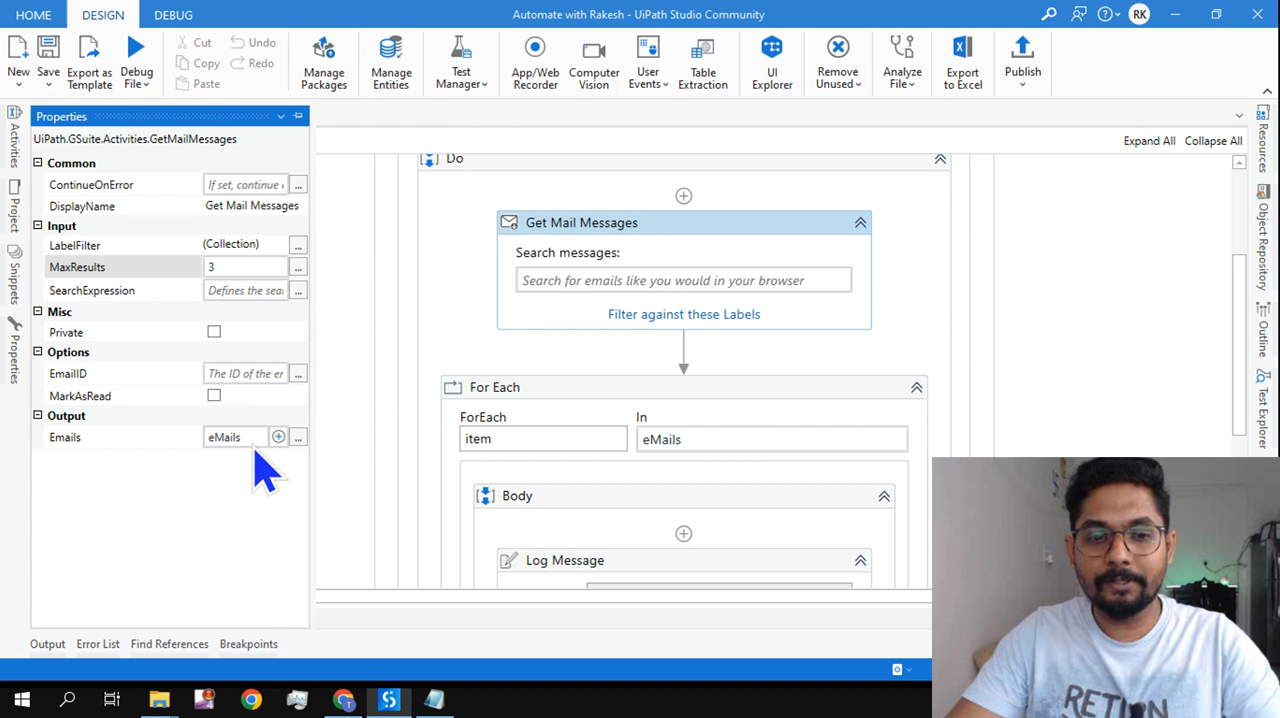 HOME
DESIGN
DEBUG
Automate with Rakesh - UiPath Studio Community
RK
New
Save
Export as Template
Debug File
Cut
Copy
Paste
Undo
Redo
Manage Packages
Manage Entities
Test Manager
App/Web Recorder
Computer Vision
User Events
Table Extraction
UI Explorer
Remove Unused
Analyze File
Export to Excel
Publish
Properties
UiPath.GSuite.Activities.GetMailMessages
Common
ContinueOnError
If set, continue
...
DisplayName
Get Mail Messages
Input
LabelFilter
(Collection)
...
MaxResults
3
...
SearchExpression
Defines the sea
...
Misc
Private
Options
EmailID
The ID of the er
...
MarkAsRead
Output
Emails
eMails
...
Activities
Project
Snippets
Properties
Expand All
Collapse All
Do
Get Mail Messages
Search messages:
Search for emails like you would in your browser
Filter against these Labels
For Each
ForEach
In
item
eMails
Body
Log Message
Resources
Object Repository
Outline
Test Explorer
Output
Error List
Find References
Breakpoints
0
RETURN